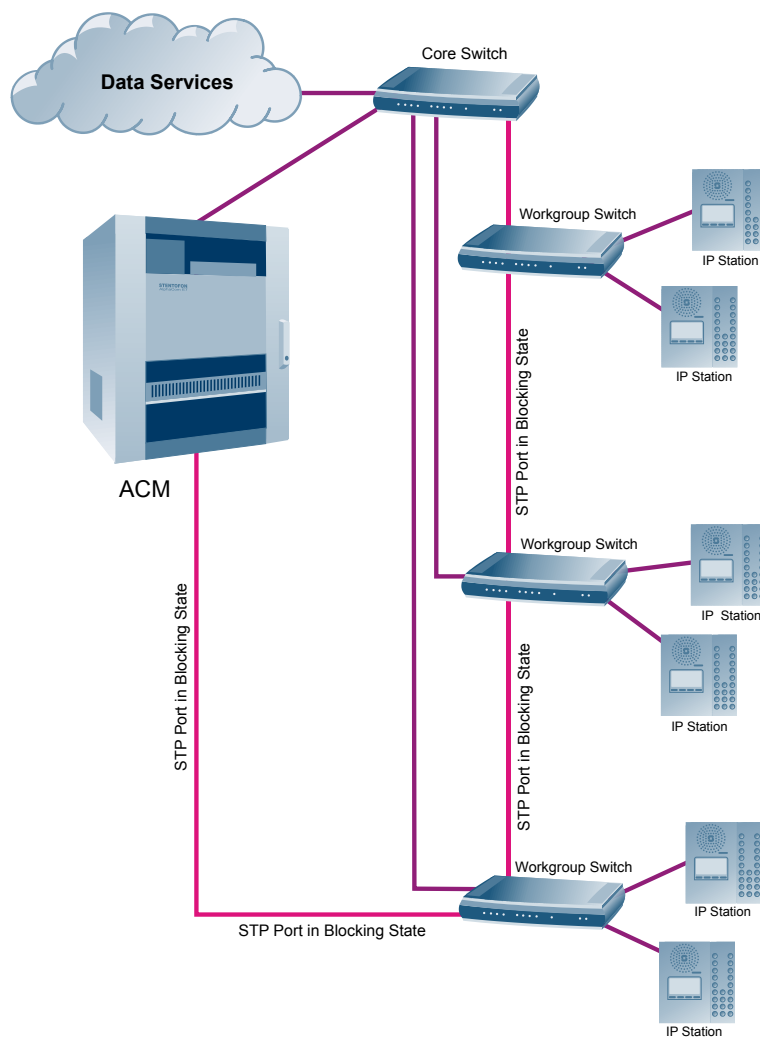 Core Switch
Data Services
Workgroup Switch
IP Station
STENTOFON
IP Station
STP Port in Blocking State
ACM
Workgroup Switch
IP Station
STP Port in Blocking State
IP Station
STP Port in Blocking State
Workgroup Switch
IP Station
STP Port in Blocking State
IP Station